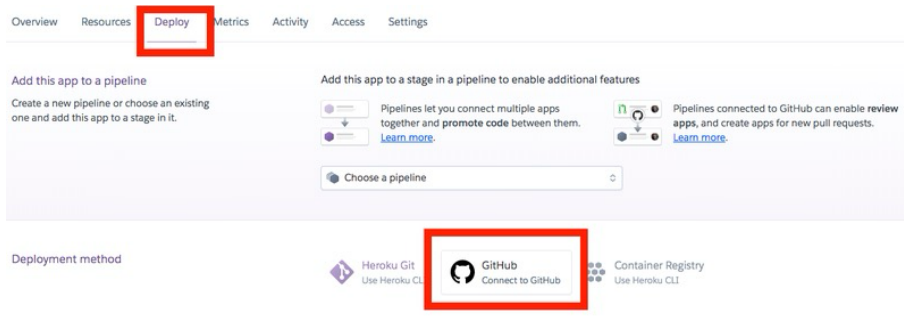 Overview Resources Deploy Metrics Activity Access Settings
Add this app to a pipeline
Create a new pipeline or choose an existing
one and add this app to a stage in it.
Add this app to a stage in a pipeline to enable additional features
Pipelines let you connect multiple apps
together and promote code between them.
Learn more.
Pipelines connected to GitHub can enable review
apps, and create apps for new pull requests.
Learn more.
Choose a pipeline
Deployment method
Heroku Git
Use Heroku CL
GitHub
Connect to GitHub
Container Registry
Use Heroku CLI